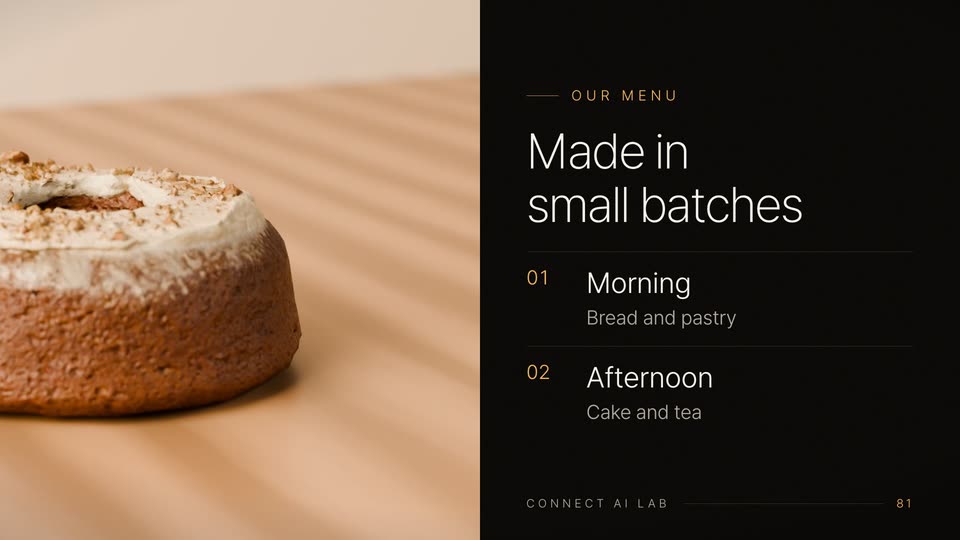 OUR MENU
Made in
small batches
01
Morning
Bread and pastry
02
Afternoon
Cake and tea
CONNECT AI LAB
81